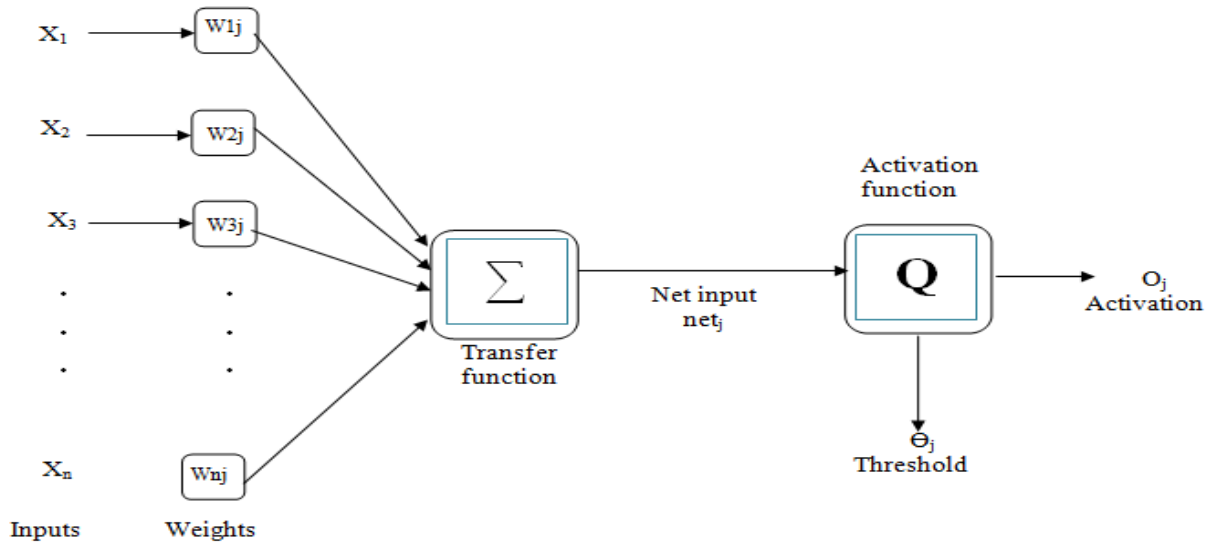 X₁
W1j
X₂
W2j
Activation
function
X₃
W3j
Σ
Q
Net input
netⱼ
Oⱼ
Activation
Transfer
function
Ɵⱼ
Threshold
Xₙ
Wnj
Inputs
Weights